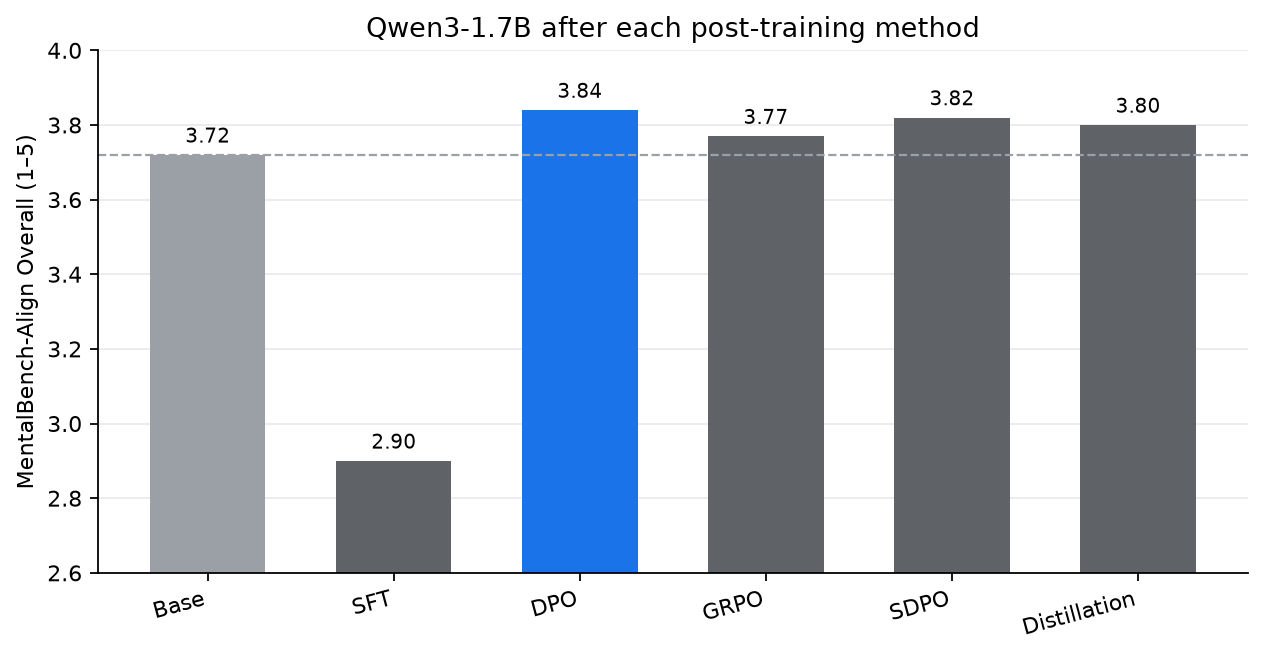 Qwen3-1.7B after each post-training method
MentalBench-Align Overall (1–5)
4.0
3.8
3.6
3.4
3.2
3.0
2.8
2.6
3.72
2.90
3.84
3.77
3.82
3.80
Base
SFT
DPO
GRPO
SDPO
Distillation